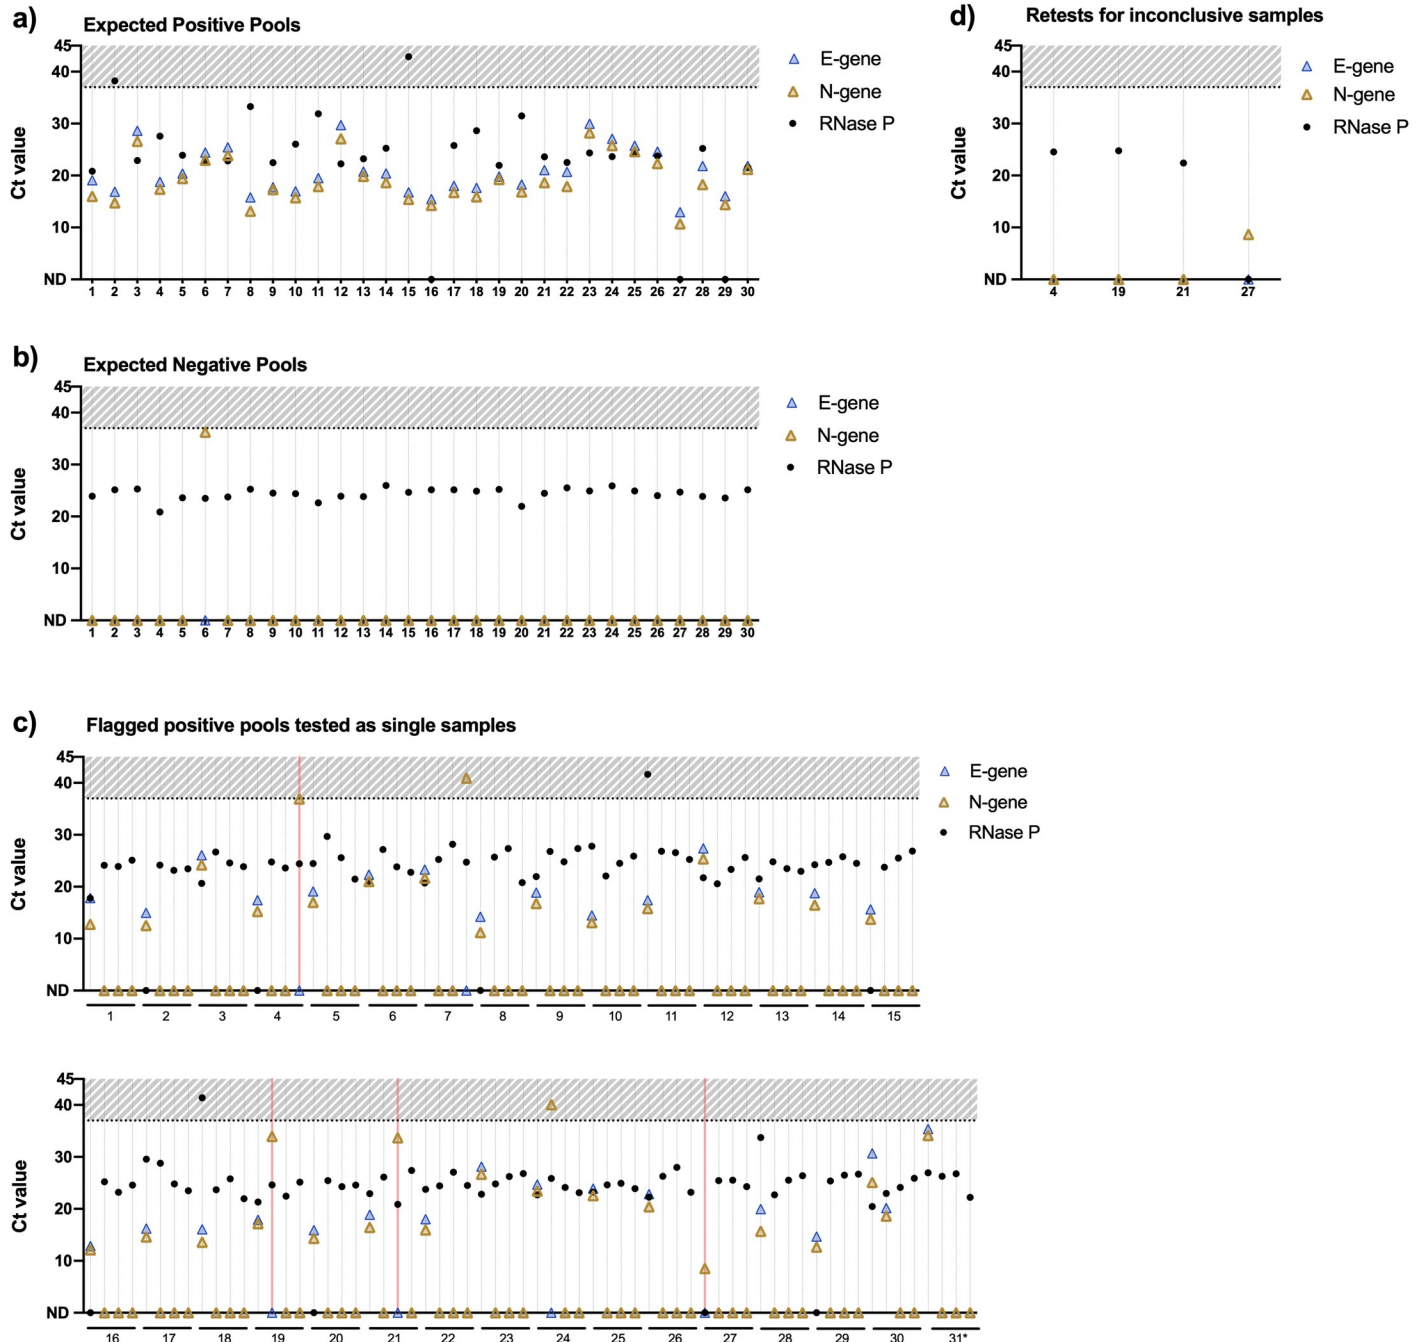 a)
Expected Positive Pools
45
40
30
20
10
ND
Ct value
1 2 3 4 5 6 7 8 9 10 11 12 13 14 15 16 17 18 19 20 21 22 23 24 25 26 27 28 29 30
E-gene
N-gene
RNase P
d)
Retests for inconclusive samples
45
40
30
20
10
ND
Ct value
4 19 21 27
E-gene
N-gene
RNase P
b)
Expected Negative Pools
45
40
30
20
10
ND
Ct value
1 2 3 4 5 6 7 8 9 10 11 12 13 14 15 16 17 18 19 20 21 22 23 24 25 26 27 28 29 30
E-gene
N-gene
RNase P
c)
Flagged positive pools tested as single samples
45
40
30
20
10
ND
Ct value
1 2 3 4 5 6 7 8 9 10 11 12 13 14 15
E-gene
N-gene
RNase P
45
40
30
20
10
ND
Ct value
16 17 18 19 20 21 22 23 24 25 26 27 28 29 30 31*